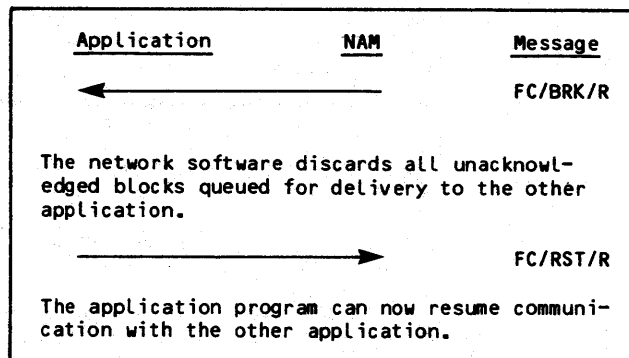 Application NAM Message
FC/BRK/R
The network software discards all unacknowl-
edged blocks queued for delivery to the other
application.
FC/RST/R
The application program can now resume communi-
cation with the other application.